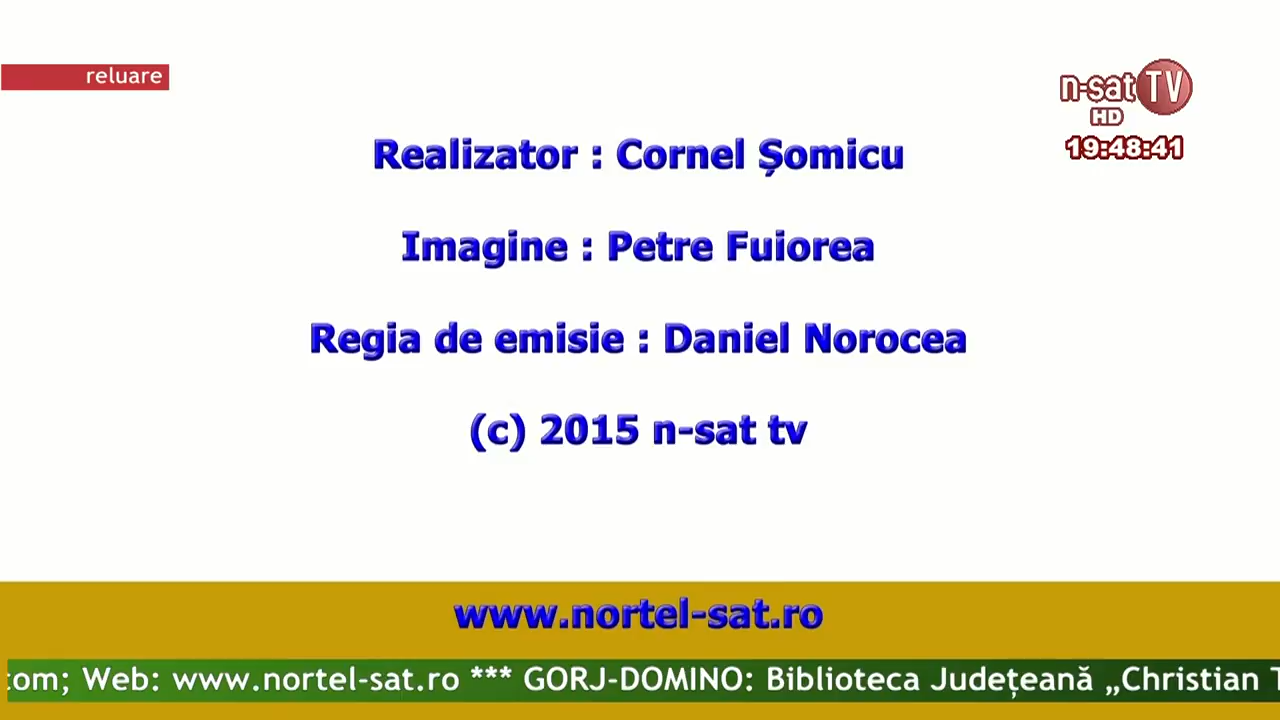 reluare
n-sat TV
HD
19:48:41
Realizator : Cornel Șomicu
Imagine : Petre Fuiorea
Regia de emisie : Daniel Norocea
(c) 2015 n-sat tv
www.nortel-sat.ro
com; Web: www.nortel-sat.ro *** GORJ-DOMINO: Biblioteca Județeană „Christian T